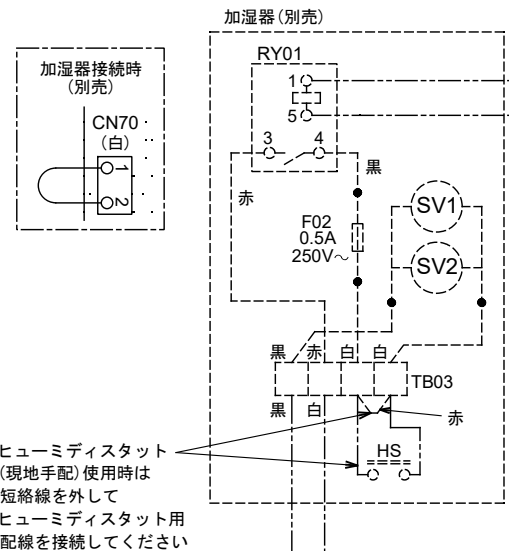 加湿器(別売)
加湿器接続時
(別売)
CN70
(白)
1
2
RY01
1
5
3
4
黒
赤
F02
0.5A
250V～
SV1
SV2
黒 赤 白 白
TB03
黒 白
赤
HS
ヒューミディスタット
(現地手配)使用時は
短絡線を外して
ヒューミディスタット用
配線を接続してください